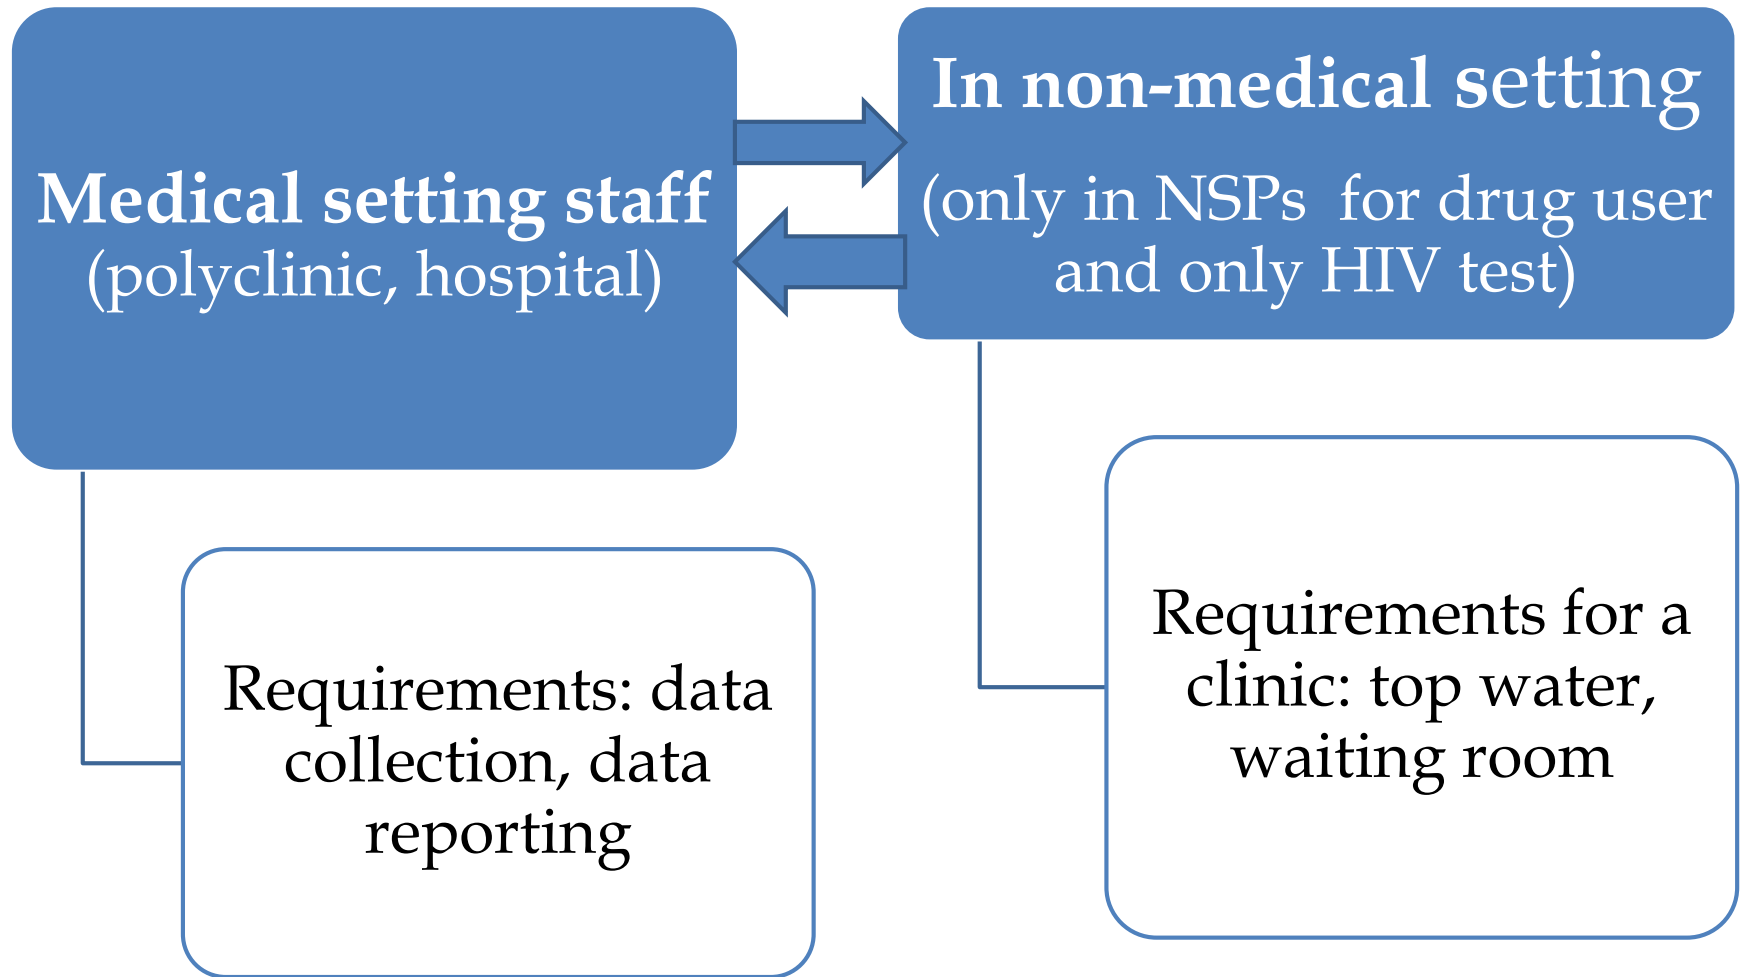 Medical setting staff
(polyclinic, hospital)
In non-medical setting
(only in NSPs for drug user
and only HIV test)
Requirements: data
collection, data
reporting
Requirements for a
clinic: top water,
waiting room